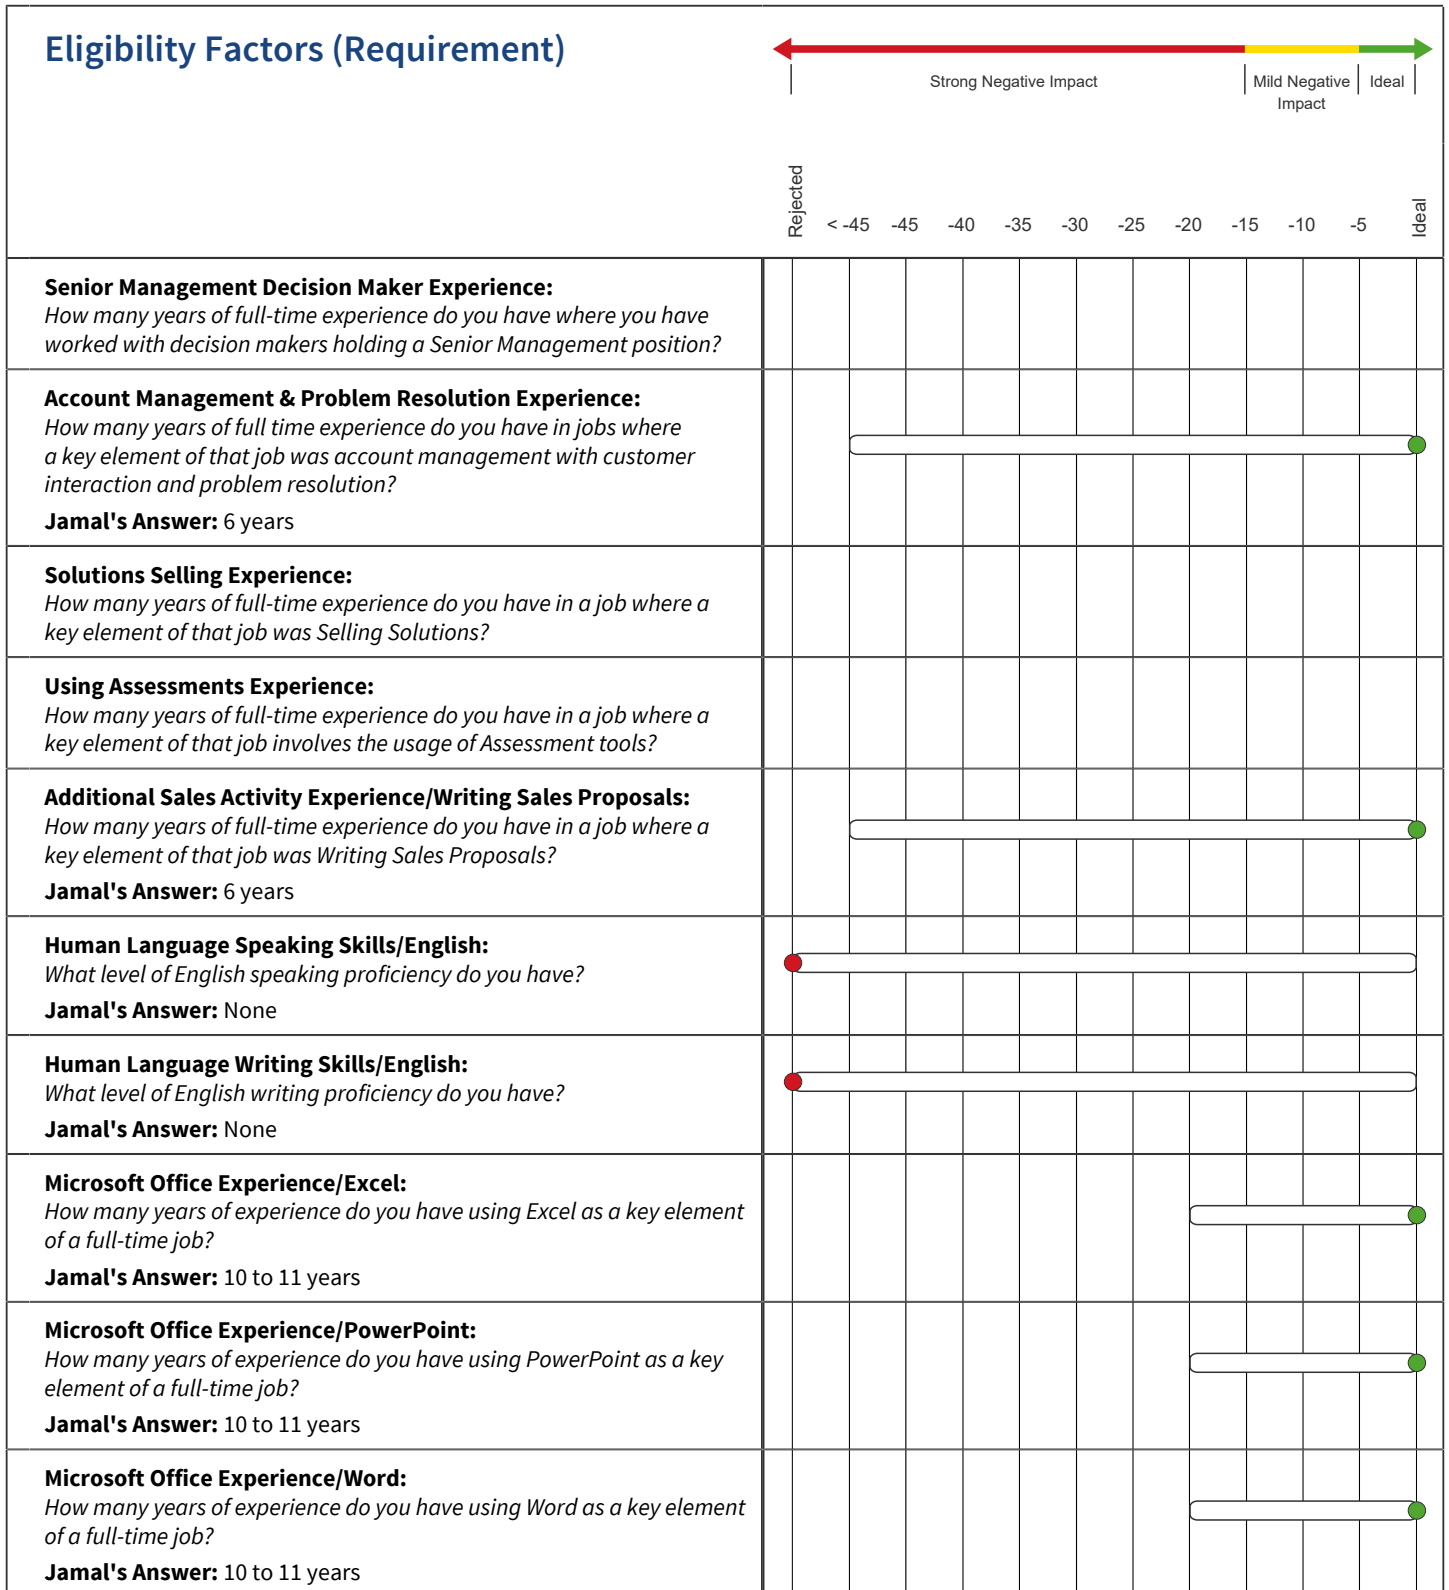 Eligibility Factors (Requirement)
Strong Negative Impact
Mild Negative
Impact
Ideal
Rejected
< -45
-45
-40
-35
-30
-25
-20
-15
-10
-5
Ideal
Senior Management Decision Maker Experience:
How many years of full-time experience do you have where you have
worked with decision makers holding a Senior Management position?
Account Management & Problem Resolution Experience:
How many years of full time experience do you have in jobs where
a key element of that job was account management with customer
interaction and problem resolution?
Jamal's Answer: 6 years
Solutions Selling Experience:
How many years of full-time experience do you have in a job where a
key element of that job was Selling Solutions?
Using Assessments Experience:
How many years of full-time experience do you have in a job where a
key element of that job involves the usage of Assessment tools?
Additional Sales Activity Experience/Writing Sales Proposals:
How many years of full-time experience do you have in a job where a
key element of that job was Writing Sales Proposals?
Jamal's Answer: 6 years
Human Language Speaking Skills/English:
What level of English speaking proficiency do you have?
Jamal's Answer: None
Human Language Writing Skills/English:
What level of English writing proficiency do you have?
Jamal's Answer: None
Microsoft Office Experience/Excel:
How many years of experience do you have using Excel as a key element
of a full-time job?
Jamal's Answer: 10 to 11 years
Microsoft Office Experience/PowerPoint:
How many years of experience do you have using PowerPoint as a key
element of a full-time job?
Jamal's Answer: 10 to 11 years
Microsoft Office Experience/Word:
How many years of experience do you have using Word as a key element
of a full-time job?
Jamal's Answer: 10 to 11 years